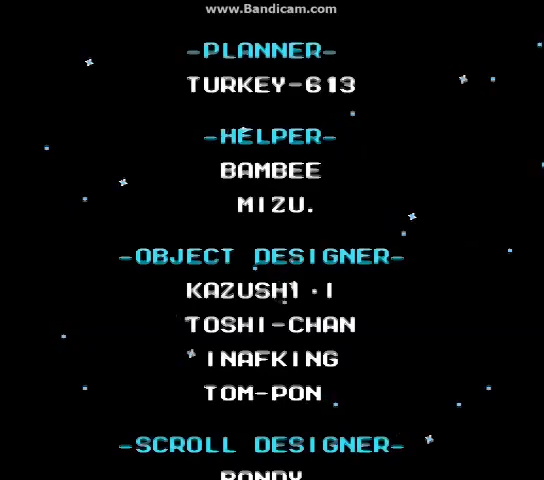 www.Bandicam.com
-PLANNER-
TURKEY-613
-HELPER-
BAMBEE
MIZU.
-OBJECT DESIGNER-
KAZUSHI·I
TOSHI-CHAN
INAFKING
TOM-PON
-SCROLL DESIGNER-